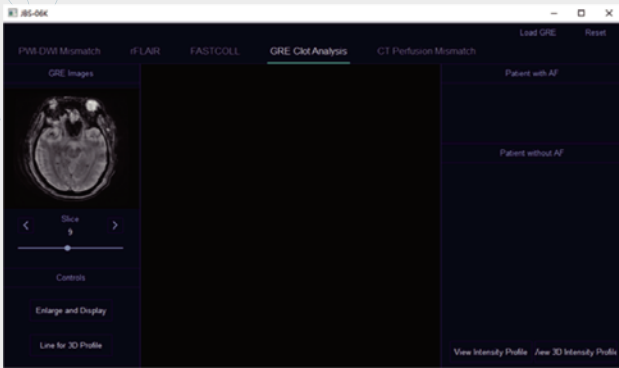 JBS-06K
Load GRE Reset
PWI-DWI Mismatch rFLAIR FASTCOLL GRE Clot Analysis CT Perfusion Mismatch
GRE Images
Slice
9
Controls
Enlarge and Display
Line for 3D Profile
Patient with AF
Patient without AF
View Intensity Profile View 3D Intensity Profile